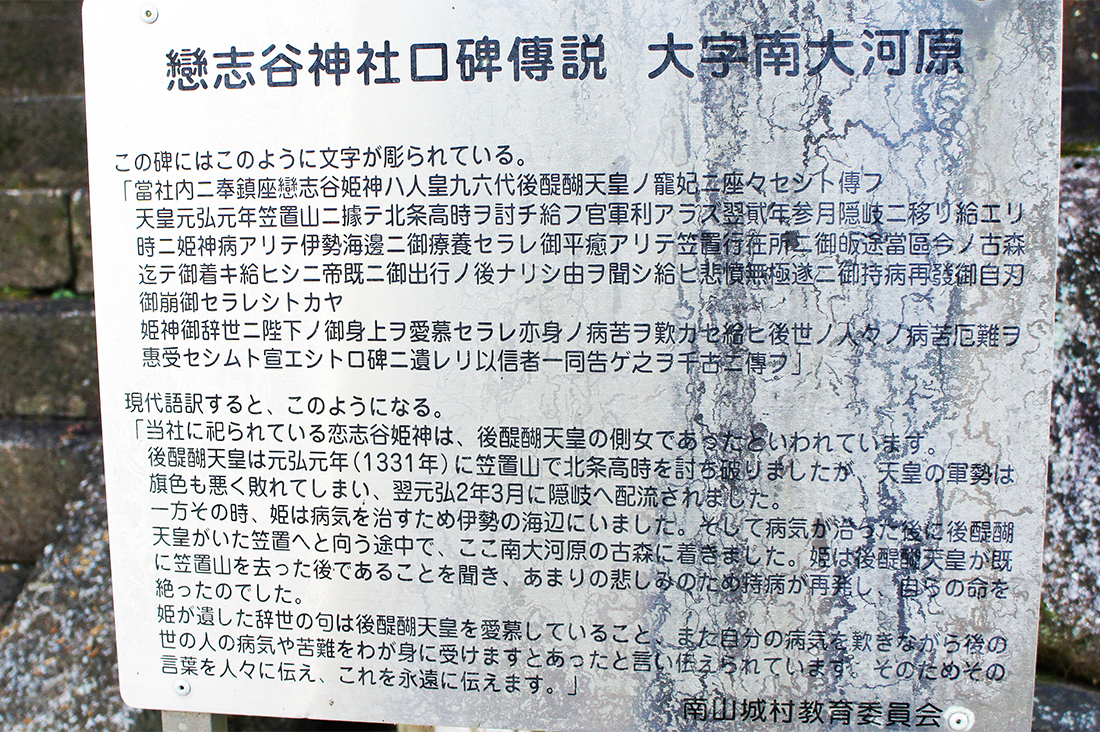 戀志谷神社口碑傳説 大字南大河原
この碑にはこのように文字が彫られている。
「當社内ニ奉鎮座戀志谷姫神ハ人皇九六代後醍醐天皇ノ寵妃ニ座々セシト傳フ
天皇元弘元年笠置山ニ據テ北条高時ヲ討チ給フ官軍利アラス翌貳年参月隠岐ニ移リ給エリ
時ニ姫神病アリテ伊勢海邊ニ御療養セラレ御平癒アリテ笠置行在所ニ御皈途當區今ノ古森
迄テ御着キ給ヒシニ帝既ニ御出行ノ後ナリシ由ヲ聞シ給ヒ悲憤無極遂ニ御持病再發御自刃
御崩御セラレシトカヤ
姫神御辞世ニ陛下ノ御身上ヲ愛慕セラレ亦身ノ病苦ヲ歎カセ給ヒ後世ノ人々ノ病苦厄難ヲ
惠受セシムト宣エシト口碑ニ遺レリ以信者一同告ゲ之ヲ千古ニ傳フ」
現代語訳すると、このようになる。
「当社に祀られている恋志谷姫神は、後醍醐天皇の側女であったといわれています。
後醍醐天皇は元弘元年(1331年)に笠置山で北条高時を討ち破りましたが、天皇の軍勢は
旗色も悪く敗れてしまい、翌元弘2年3月に隠岐へ配流されました。
一方その時、姫は病気を治すため伊勢の海辺にいました。そして病気が治った後に後醍醐
天皇がいた笠置へと向う途中で、ここ南大河原の古森に着きました。姫は後醍醐天皇が既
に笠置山を去った後であることを聞き、あまりの悲しみのため持病が再発し、自らの命を
絶ったのでした。
姫が遺した辞世の句は後醍醐天皇を愛慕していること、また自分の病気を歎きながら後の
世の人の病気や苦難をわが身に受けますとあったと言い伝えられています。そのためその
言葉を人々に伝え、これを永遠に伝えます。」
南山城村教育委員会